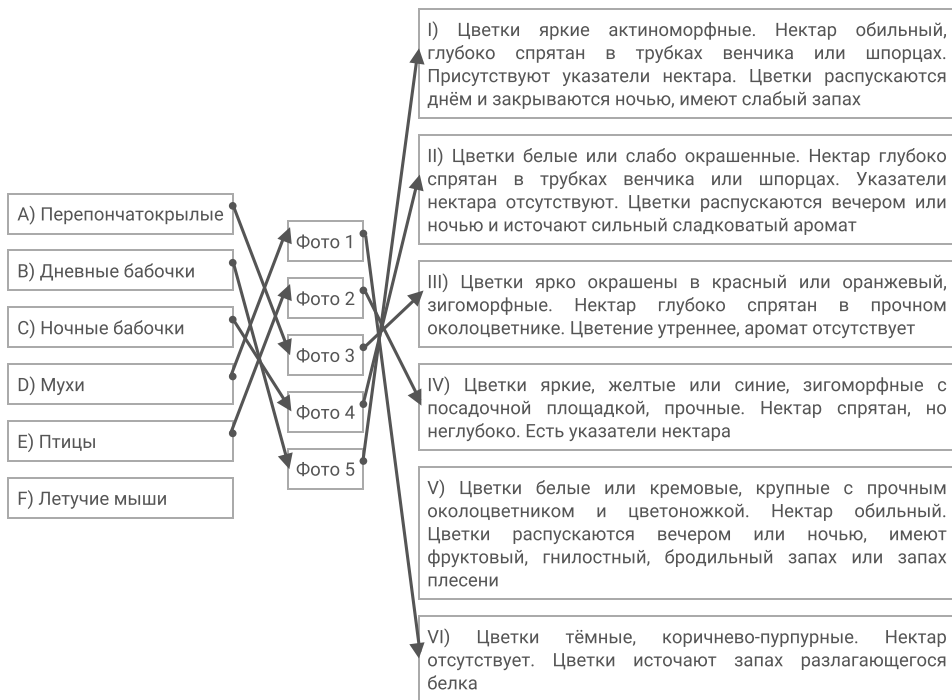 A) Перепончатокрылые
B) Дневные бабочки
C) Ночные бабочки
D) Мухи
E) Птицы
F) Летучие мыши
Фото 1
Фото 2
Фото 3
Фото 4
Фото 5
I) Цветки яркие актиноморфные. Нектар обильный,
глубоко спрятан в трубках венчика или шпорцах.
Присутствуют указатели нектара. Цветки распускаются
днём и закрываются ночью, имеют слабый запах
II) Цветки белые или слабо окрашенные. Нектар глубоко
спрятан в трубках венчика или шпорцах. Указатели
нектара отсутствуют. Цветки распускаются вечером или
ночью и источают сильный сладковатый аромат
III) Цветки ярко окрашены в красный или оранжевый,
зигоморфные. Нектар глубоко спрятан в прочном
околоцветнике. Цветение утреннее, аромат отсутствует
IV) Цветки яркие, желтые или синие, зигоморфные с
посадочной площадкой, прочные. Нектар спрятан, но
неглубоко. Есть указатели нектара
V) Цветки белые или кремовые, крупные с прочным
околоцветником и цветоножкой. Нектар обильный.
Цветки распускаются вечером или ночью, имеют
фруктовый, гнилостный, бродильный запах или запах
плесени
VI) Цветки тёмные, коричнево-пурпурные. Нектар
отсутствует. Цветки источают запах разлагающегося
белка